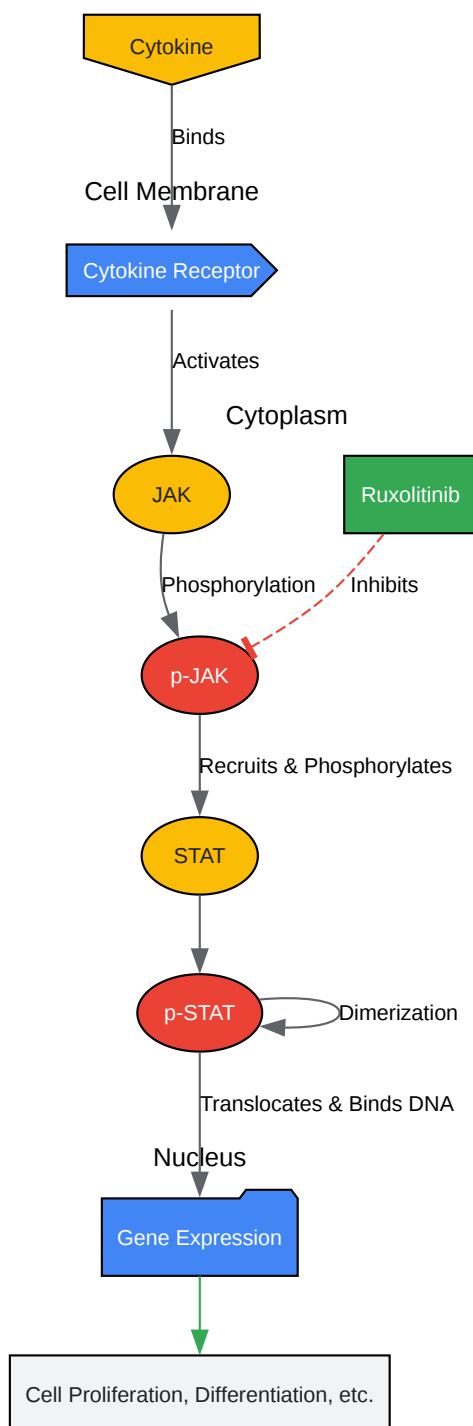 Cytokine
Binds
Cell Membrane
Cytokine Receptor
Activates
Cytoplasm
JAK
Ruxolitinib
Phosphorylation
Inhibits
p-JAK
Recruits & Phosphorylates
STAT
p-STAT
Dimerization
Translocates & Binds DNA
Nucleus
Gene Expression
Cell Proliferation, Differentiation, etc.